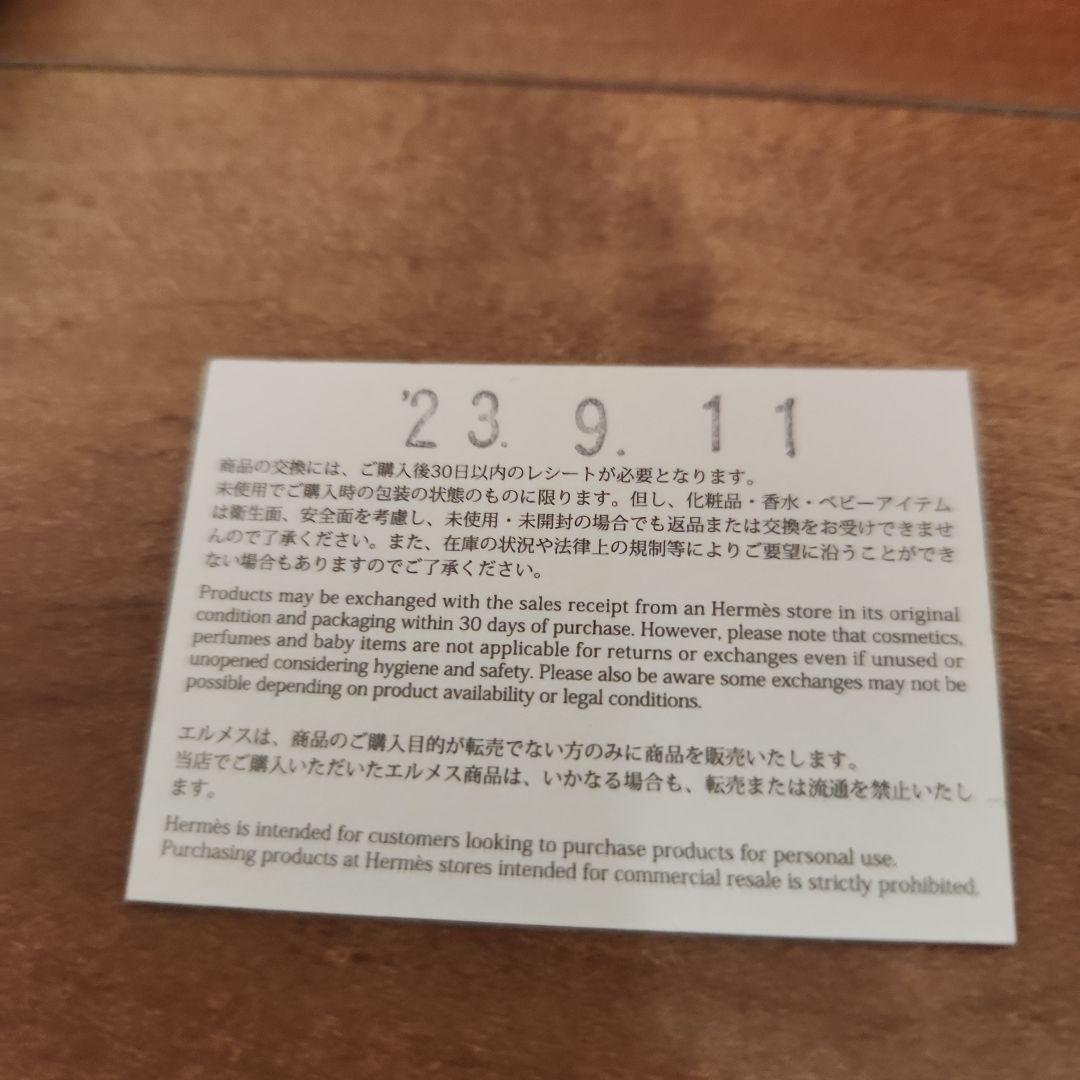 '23. 9. 11
商品の交換には、ご購入後30日以内のレシートが必要となります。
未使用でご購入時の包装の状態のものに限ります。但し、化粧品・香水・ベビーアイテム
は衛生面、安全面を考慮し、未使用・未開封の場合でも返品または交換をお受けできませ
んので了承ください。また、在庫の状況や法律上の規制等によりご要望に沿うことができ
ない場合もありますのでご了承ください。
Products may be exchanged with the sales receipt from an Hermès store in its original
condition and packaging within 30 days of purchase. However, please note that cosmetics,
perfumes and baby items are not applicable for returns or exchanges even if unused or
unopened considering hygiene and safety. Please also be aware some exchanges may not be
possible depending on product availability or legal conditions.
エルメスは、商品のご購入目的が転売でない方のみに商品を販売いたします。
当店でご購入いただいたエルメス商品は、いかなる場合も、転売または流通を禁止いたし
ます。
Hermès is intended for customers looking to purchase products for personal use.
Purchasing products at Hermès stores intended for commercial resale is strictly prohibited.